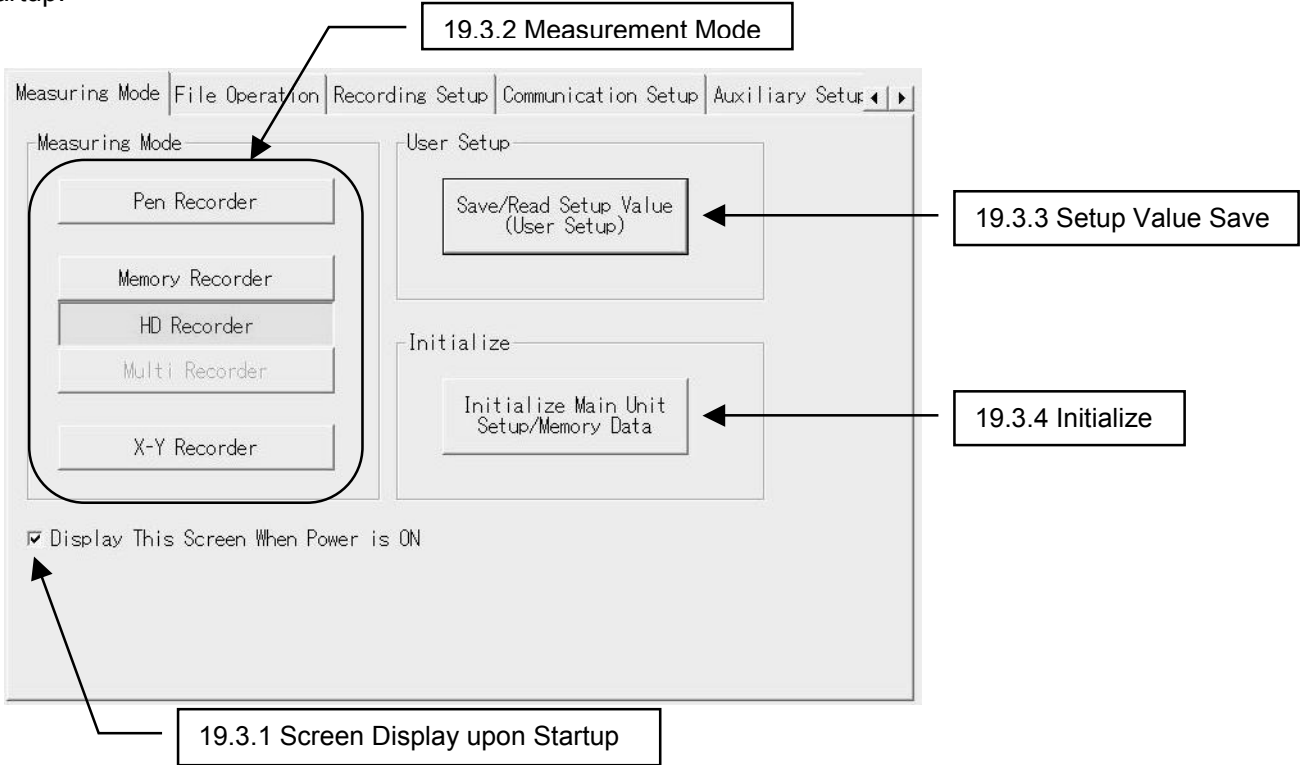 19.3.2 Measurement Mode
Measuring Mode File Operation Recording Setup Communication Setup Auxiliary
Measuring Mode
User Setup
Pen Recorder
Save/Read Setup Value
(User Setup)
19.3.3 Setup Value Save
Memory Recorder
HD Recorder
Multi Recorder
X-Y Recorder
Initialize
Initialize Main Unit
Setup/Memory Data
19.3.4 Initialize
Display This Screen When Power is ON
19.3.1 Screen Display upon Startup